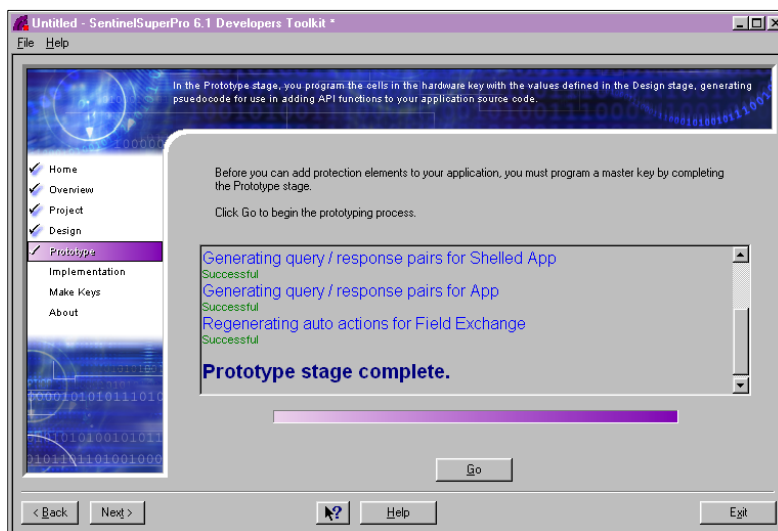 Untitled - SentinelSuperPro 6.1 Developers Toolkit *
File Help
In the Prototype stage, you program the cells in the hardware key with the values defined in the Design stage, generating
psuedocode for use in adding API functions to your application source code.
Home
Overview
Project
Design
Prototype
Implementation
Make Keys
About
Before you can add protection elements to your application, you must program a master key by completing
the Prototype stage.
Click Go to begin the prototyping process.
Generating query / response pairs for Shelled App
Successful
Generating query / response pairs for App
Successful
Regenerating auto actions for Field Exchange
Successful
Prototype stage complete.
Go
< Back Next > ? Help Exit